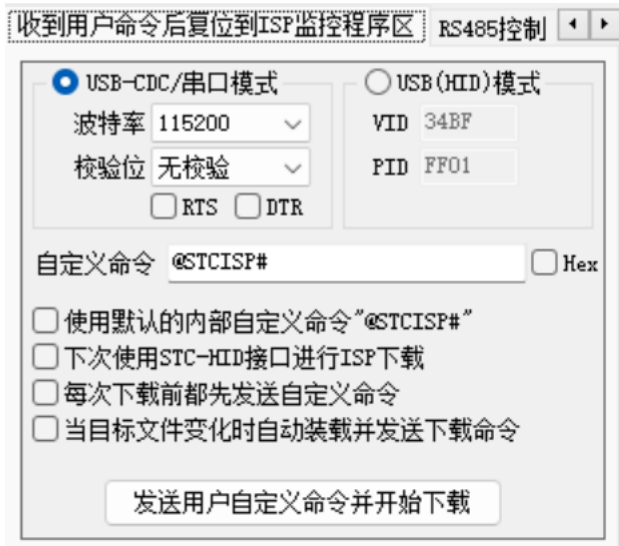 收到用户命令后复位到ISP监控程序区 RS485控制
USB-CDC/串口模式 USB(HID)模式
波特率 115200 VID 34BF
校验位 无校验 PID FF01
RTS DTR
自定义命令 @STCISP# Hex
使用默认的内部自定义命令"@STCISP#"
下次使用STC-HID接口进行ISP下载
每次下载前都先发送自定义命令
当目标文件变化时自动装载并发送下载命令
发送用户自定义命令并开始下载